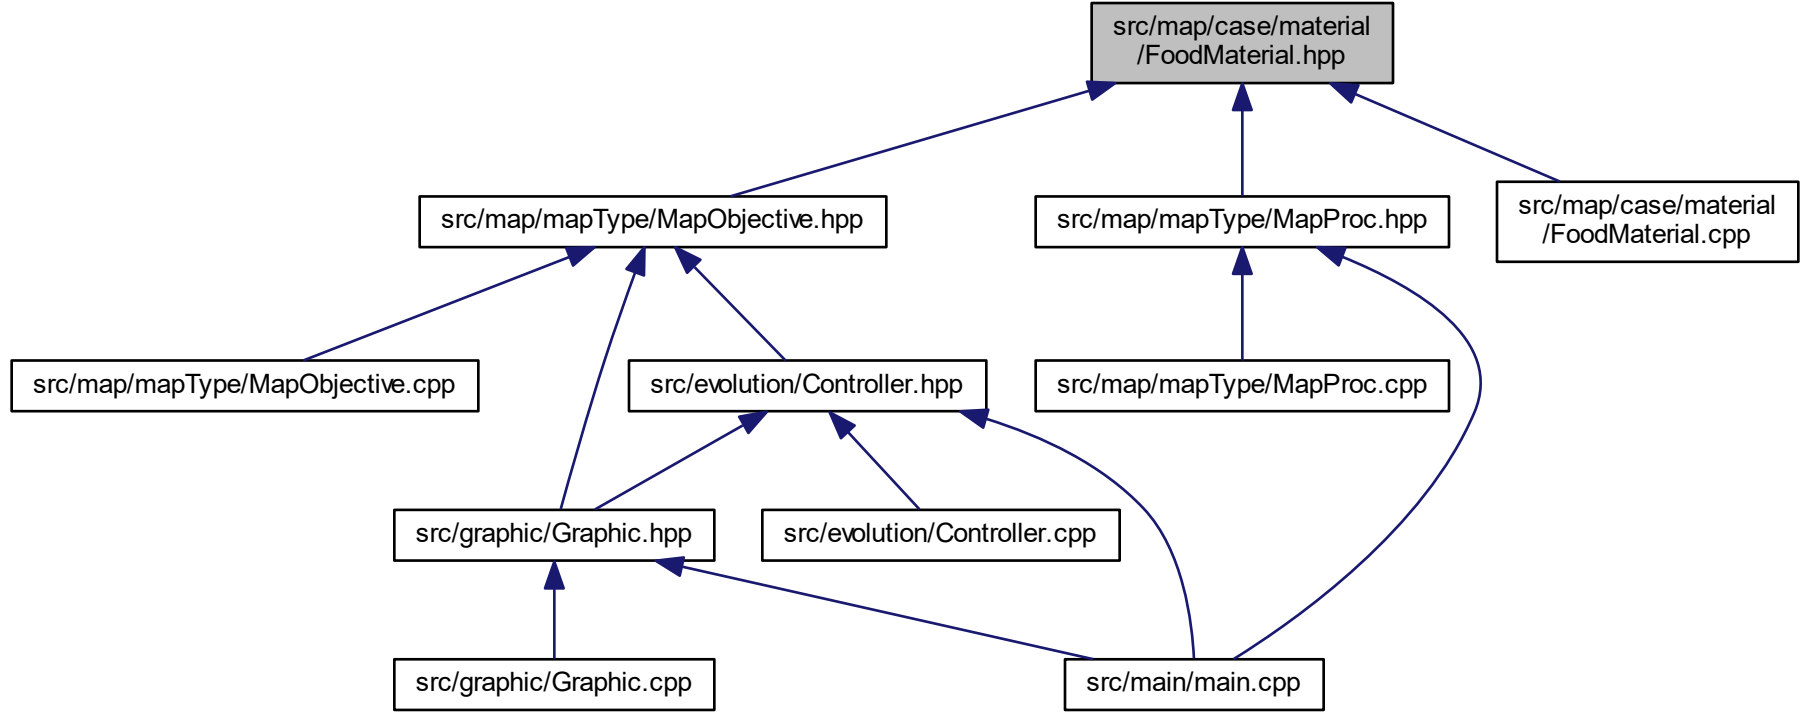 src/map/case/material
/FoodMaterial.hpp
src/map/mapType/MapObjective.hpp
src/map/mapType/MapProc.hpp
src/map/case/material
/FoodMaterial.cpp
src/map/mapType/MapObjective.cpp
src/evolution/Controller.hpp
src/map/mapType/MapProc.cpp
src/graphic/Graphic.hpp
src/evolution/Controller.cpp
src/graphic/Graphic.cpp
src/main/main.cpp